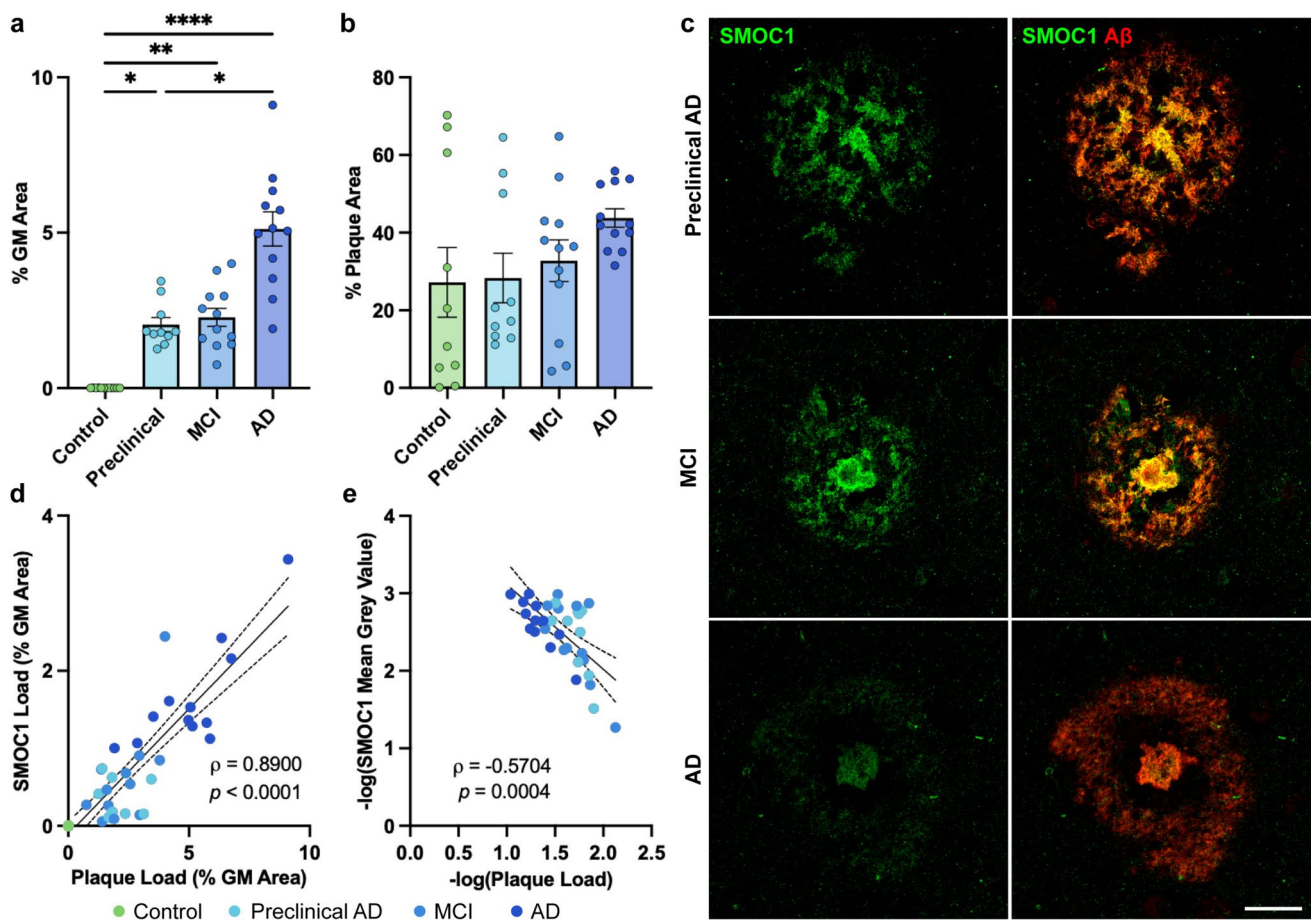 a
****
**
*
*
10
5
0
% GM Area
Control
Preclinical
MCI
AD
b
80
60
40
20
0
% Plaque Area
Control
Preclinical
MCI
AD
c
SMOC1
SMOC1 Aβ
Preclinical AD
MCI
AD
d
4
2
0
SMOC1 Load (% GM Area)
ρ = 0.8900
p < 0.0001
0
5
10
Plaque Load (% GM Area)
e
4
3
2
1
0
-log(SMOC1 Mean Grey Value)
ρ = -0.5704
p = 0.0004
0.0
0.5
1.0
1.5
2.0
2.5
-log(Plaque Load)
Control
Preclinical AD
MCI
AD